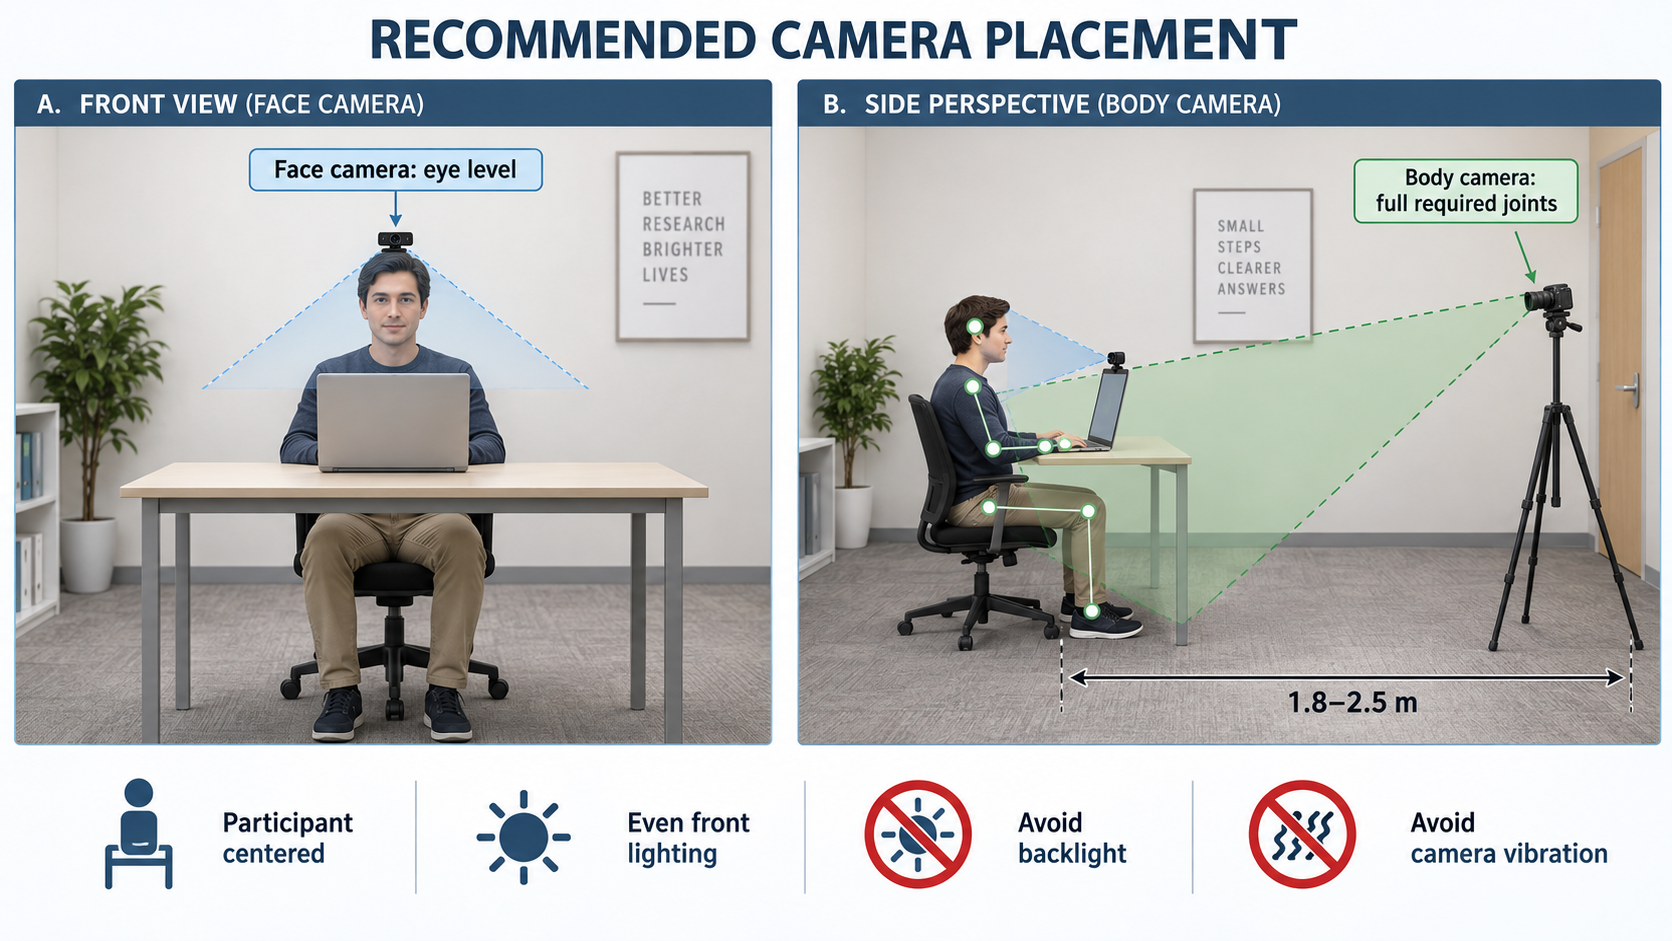 RECOMMENDED CAMERA PLACEMENT
A. FRONT VIEW (FACE CAMERA)
Face camera: eye level
BETTER
RESEARCH
BRIGHTER
LIVES
B. SIDE PERSPECTIVE (BODY CAMERA)
Body camera:
full required joints
SMALL
STEPS
CLEARER
ANSWERS
1.8–2.5 m
Participant
centered
Even front
lighting
Avoid
backlight
Avoid
camera vibration